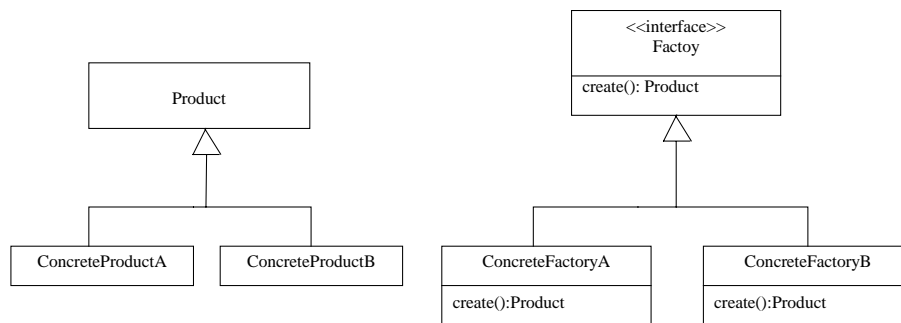 Product
ConcreteProductA
ConcreteProductB
<<interface>>
Factoy
create(): Product
ConcreteFactoryA
create():Product
ConcreteFactoryB
create():Product